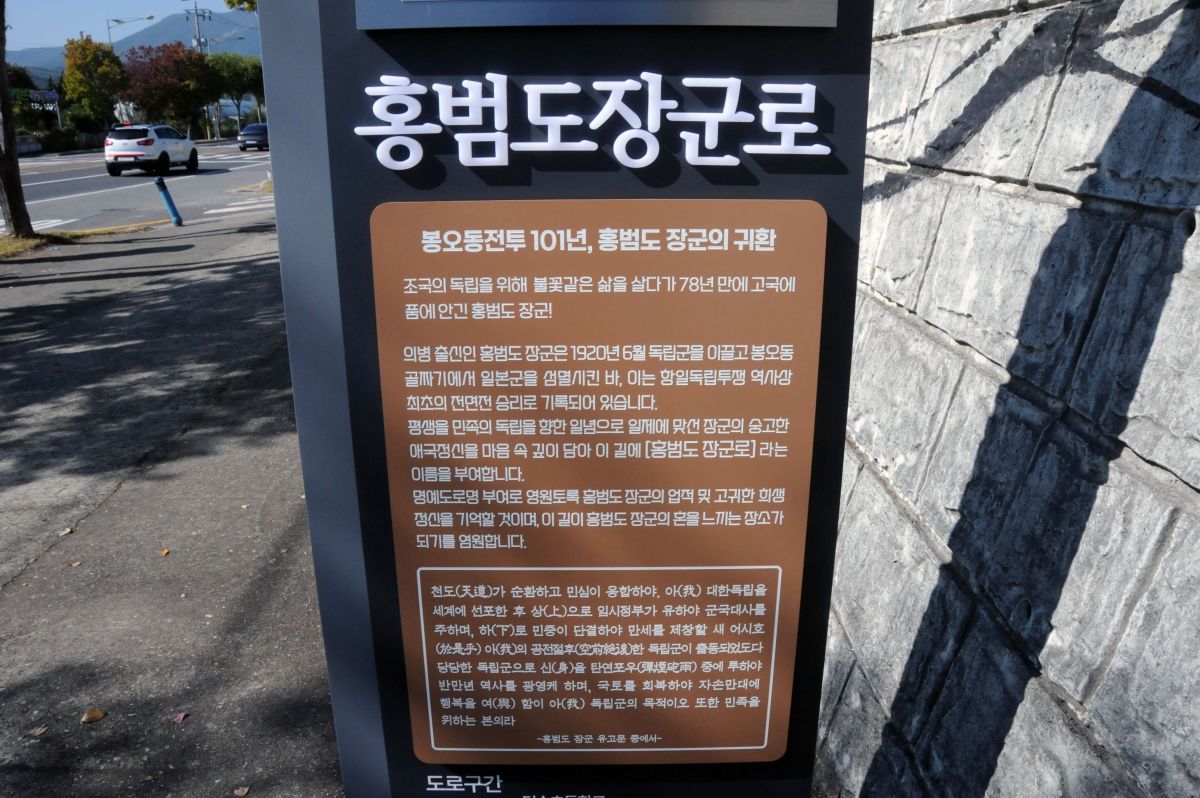 홍범도장군로
봉오동전투 101년, 홍범도 장군의 귀환
조국의 독립을 위해 불꽃같은 삶을 살다가 78년 만에 고국에
품에 안긴 홍범도 장군!
의병 출신인 홍범도 장군은 1920년 6월 독립군을 이끌고 봉오동
골짜기에서 일본군을 섬멸시킨 바, 이는 항일독립투쟁 역사상
최초의 전면전 승리로 기록되어 있습니다.
평생을 민족의 독립을 향한 일념으로 일제에 맞선 장군의 숭고한
애국정신을 마음 속 깊이 담아 이 길에 [홍범도 장군로] 라는
이름을 부여합니다.
명예도로명 부여로 영원토록 홍범도 장군의 업적 및 고귀한 희생
정신을 기억할 것이며, 이 길이 홍범도 장군의 혼을 느끼는 장소가
되기를 염원합니다.
천도(天道)가 순환하고 민심이 응합하야, 아(我) 대한독립을
세계에 선포한 후 상(上)으로 임시정부가 유하야 군국대사를
주하며, 하(下)로 민중이 단결하야 만세를 제창할 새 어시호
(於是乎) 아(我)의 공전절후(空前絶後)한 독립군이 출동되었도다
당당한 독립군으로 신(身)을 탄연포우(彈煙砲雨) 중에 투하야
반만년 역사를 광영케 하며, 국토를 회복하야 자손만대에
행복을 여(與) 함이 아(我) 독립군의 목적이오 또한 민족을
위하는 본의라
-홍범도 장군 유고문 중에서-
도로구간